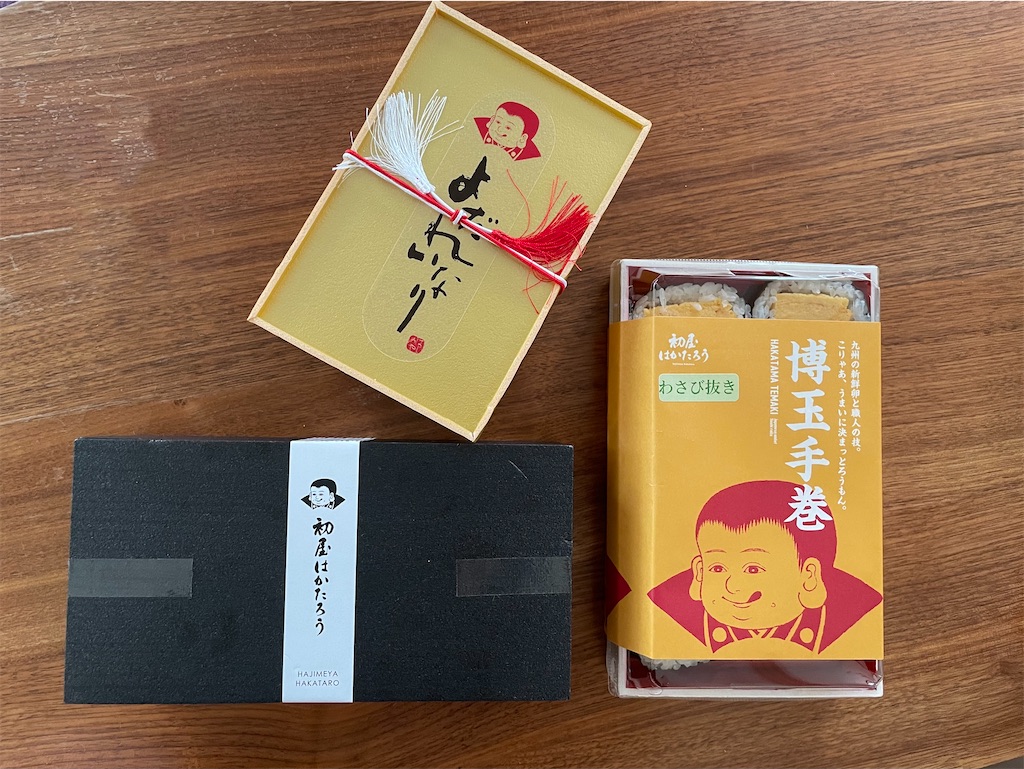 よだれいなり
初屋はかたろう
HAJIMEYA
HAKATARO
初屋
はかたろう
わさび抜き
九州の新鮮卵と職人の技。
こりゃあ、うまいに決まっとろうもん。
博玉手巻
HAKATAMA TEMAKI